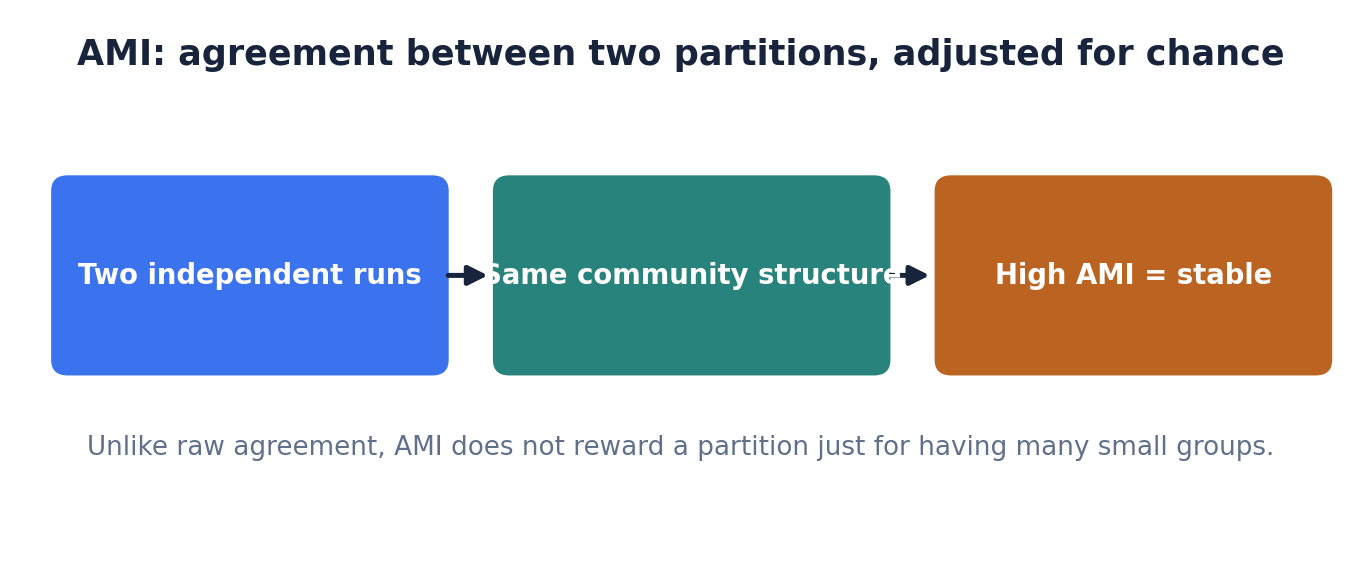 AMI: agreement between two partitions, adjusted for chance
Two independent runs
Same community structure
High AMI = stable
Unlike raw agreement, AMI does not reward a partition just for having many small groups.